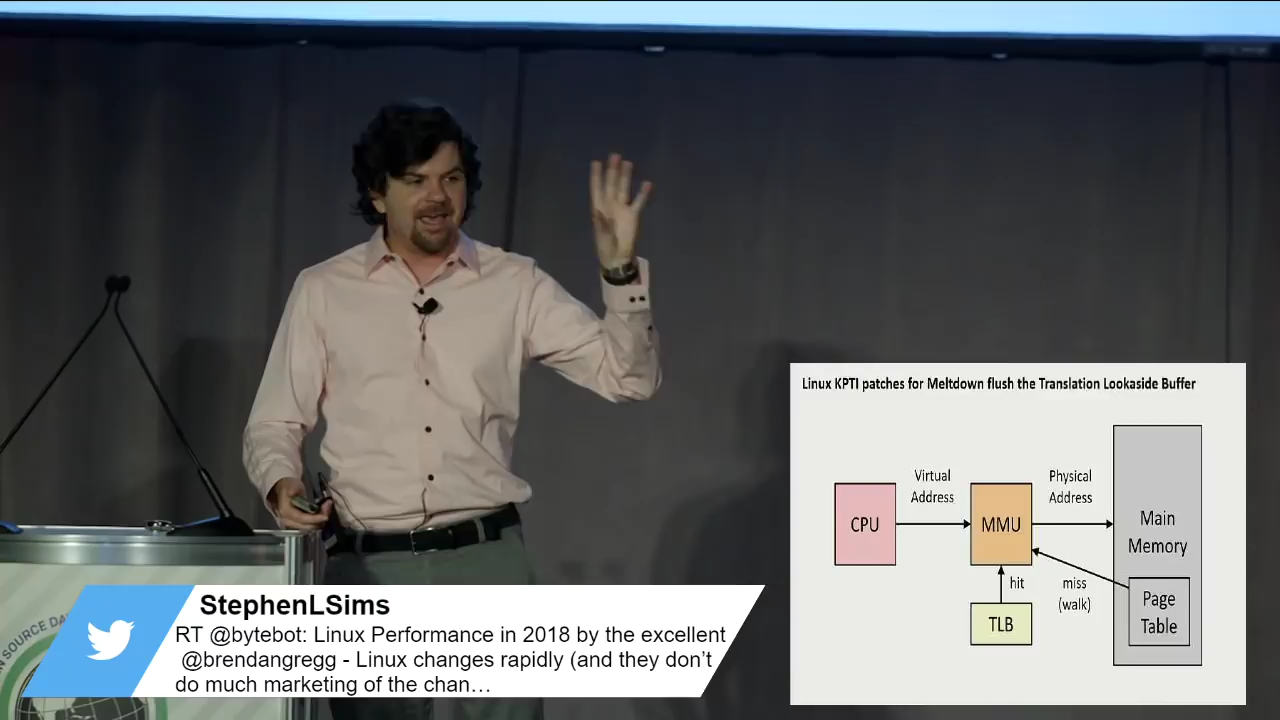 Linux KPTI patches for Meltdown flush the Translation Lookaside Buffer
Virtual
Address
Physical
Address
CPU
MMU
Main
Memory
hit
miss
(walk)
TLB
Page
Table
StephenLSims
RT @bytebot: Linux Performance in 2018 by the excellent
@brendangregg - Linux changes rapidly (and they don’t
do much marketing of the chan…
SOURCE